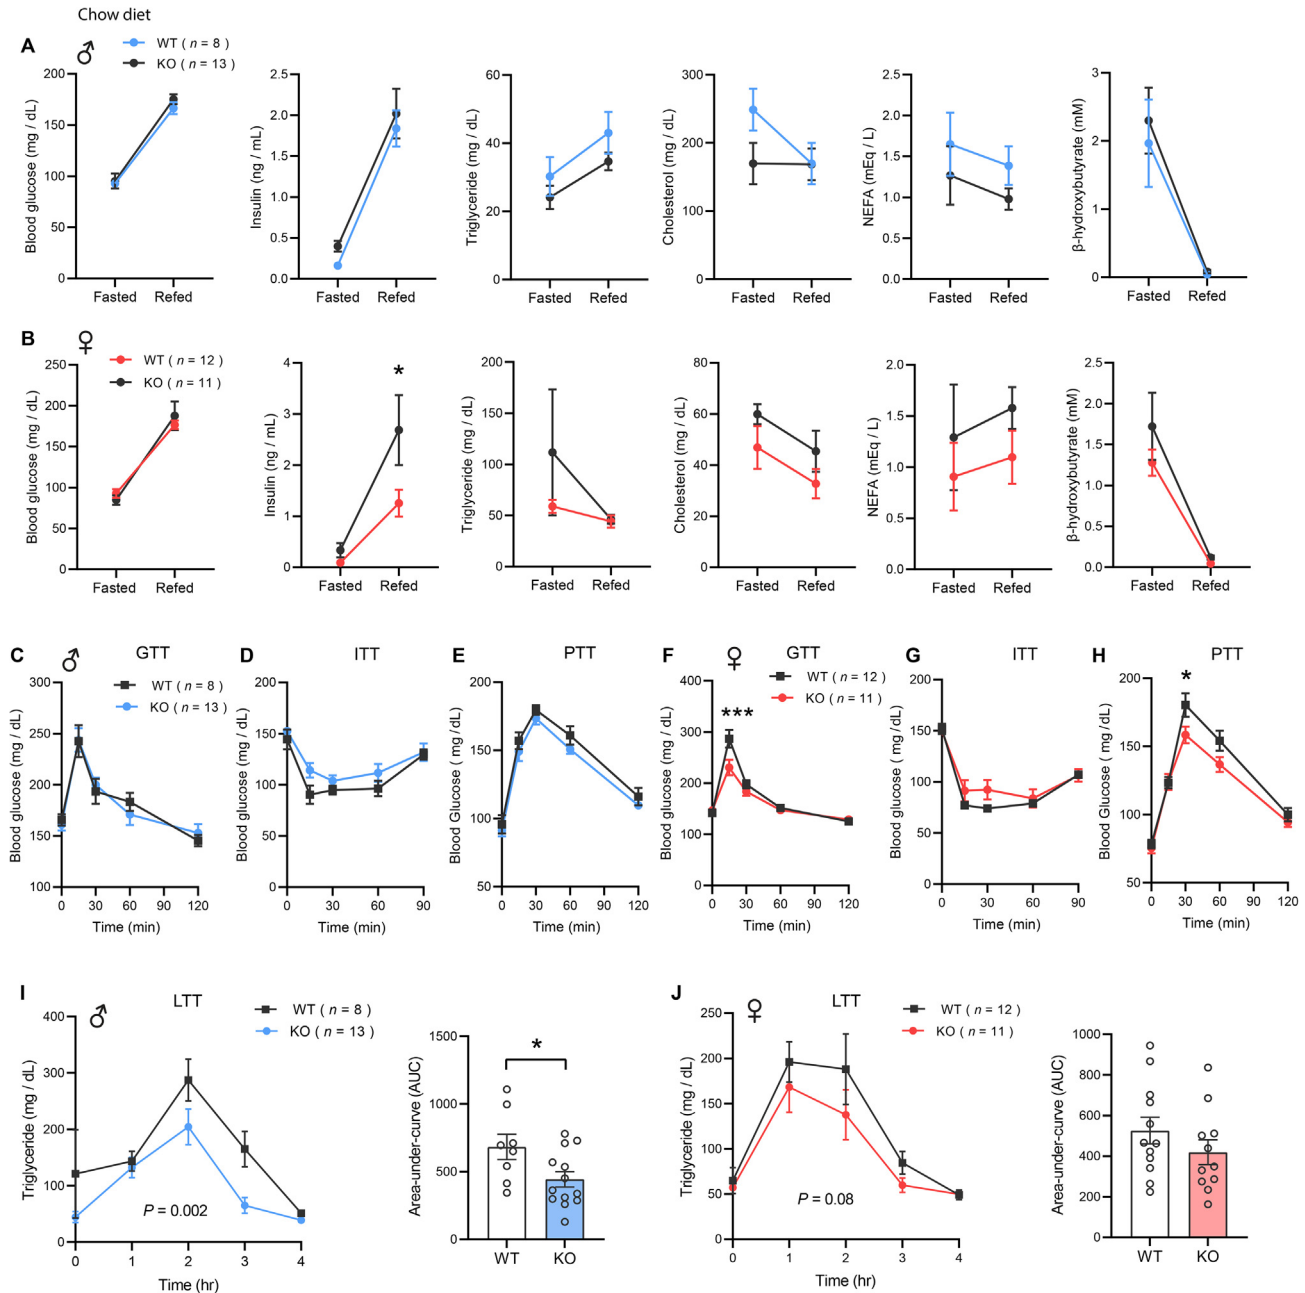 Chow diet
A ♂ WT ( n = 8 )
KO ( n = 13 )
Blood glucose (mg / dL)
200
150
100
50
0
Fasted Refed
Insulin (ng / mL)
2.5
2.0
1.5
1.0
0.5
0.0
Fasted Refed
Triglyceride (mg / dL)
60
40
20
0
Fasted Refed
Cholesterol (mg / dL)
300
200
100
0
Fasted Refed
NEFA (mEq / L)
2.5
2.0
1.5
1.0
0.5
0.0
Fasted Refed
β-hydroxybutyrate (mM)
3
2
1
0
Fasted Refed
B ♀ WT ( n = 12 )
KO ( n = 11 )
Blood glucose (mg / dL)
250
200
150
100
50
0
Fasted Refed
Insulin (ng / mL)
4
3
2
1
0
*
Fasted Refed
Triglyceride (mg / dL)
200
150
100
50
0
Fasted Refed
Cholesterol (mg / dL)
80
60
40
20
0
Fasted Refed
NEFA (mEq / L)
2.0
1.5
1.0
0.5
0.0
Fasted Refed
β-hydroxybutyrate (mM)
2.5
2.0
1.5
1.0
0.5
0.0
Fasted Refed
C ♂ GTT
WT ( n = 8 )
KO ( n = 13 )
Blood glucose (mg / dL)
300
250
200
150
100
0 30 60 90 120
Time (min)
D ITT
Blood glucose (mg / dL)
200
150
100
50
0
0 30 60 90
Time (min)
E PTT
Blood Glucose (mg / dL)
200
150
100
50
0 30 60 90 120
Time (min)
F ♀ GTT
WT ( n = 12 )
KO ( n = 11 )
***
Blood Glucose ( mg / dL)
400
300
200
100
0
0 30 60 90 120
Time (min)
G ITT
Blood glucose ( mg / dL)
200
150
100
50
0
0 30 60 90
Time (min)
H PTT
*
Blood Glucose ( mg / dL)
200
150
100
50
0 30 60 90 120
Time (min)
I ♂ LTT
WT ( n = 8 )
KO ( n = 13 )
Triglyceride (mg / dL)
400
300
200
100
0
P = 0.002
0 1 2 3 4
Time (hr)
Area-under-curve (AUC)
1500
1000
500
0
*
WT KO
J ♀ LTT
WT ( n = 12 )
KO ( n = 11 )
Triglyceride (mg / dL)
250
200
150
100
50
0
P = 0.08
0 1 2 3 4
Time (hr)
Area-under-curve (AUC)
1000
800
600
400
200
0
WT KO